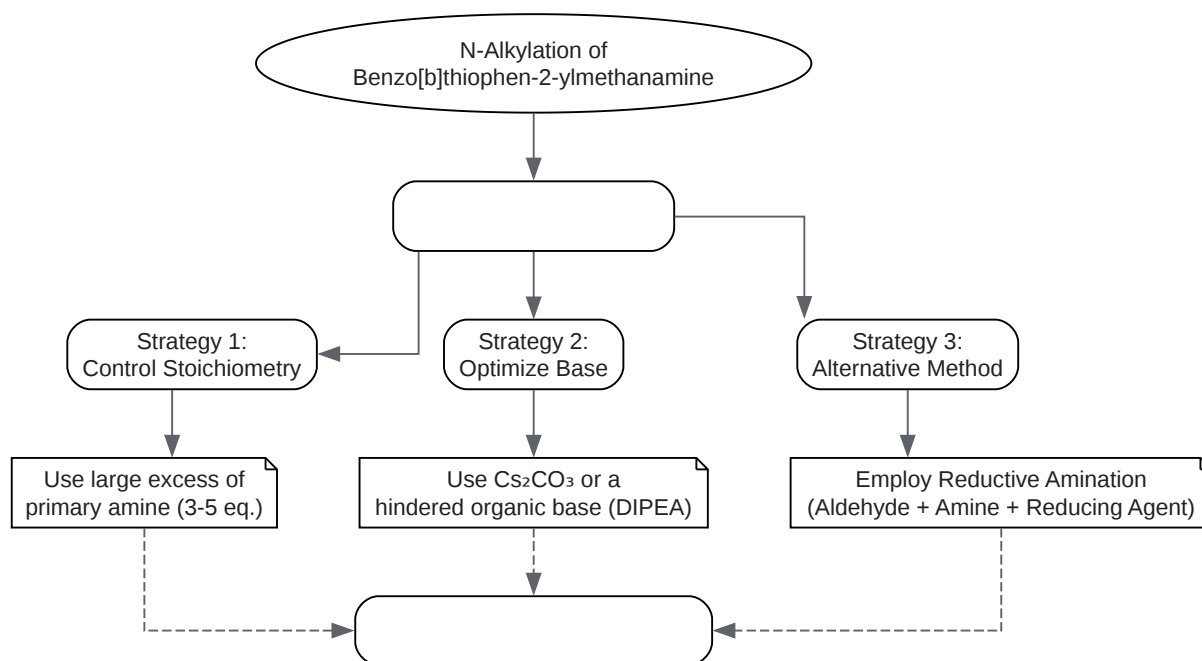 N-Alkylation of
Benzo[b]thiophen-2-ylmethanamine
Strategy 1:
Control Stoichiometry
Strategy 2:
Optimize Base
Strategy 3:
Alternative Method
Use large excess of
primary amine (3-5 eq.)
Use Cs₂CO₃ or a
hindered organic base (DIPEA)
Employ Reductive Amination
(Aldehyde + Amine + Reducing Agent)